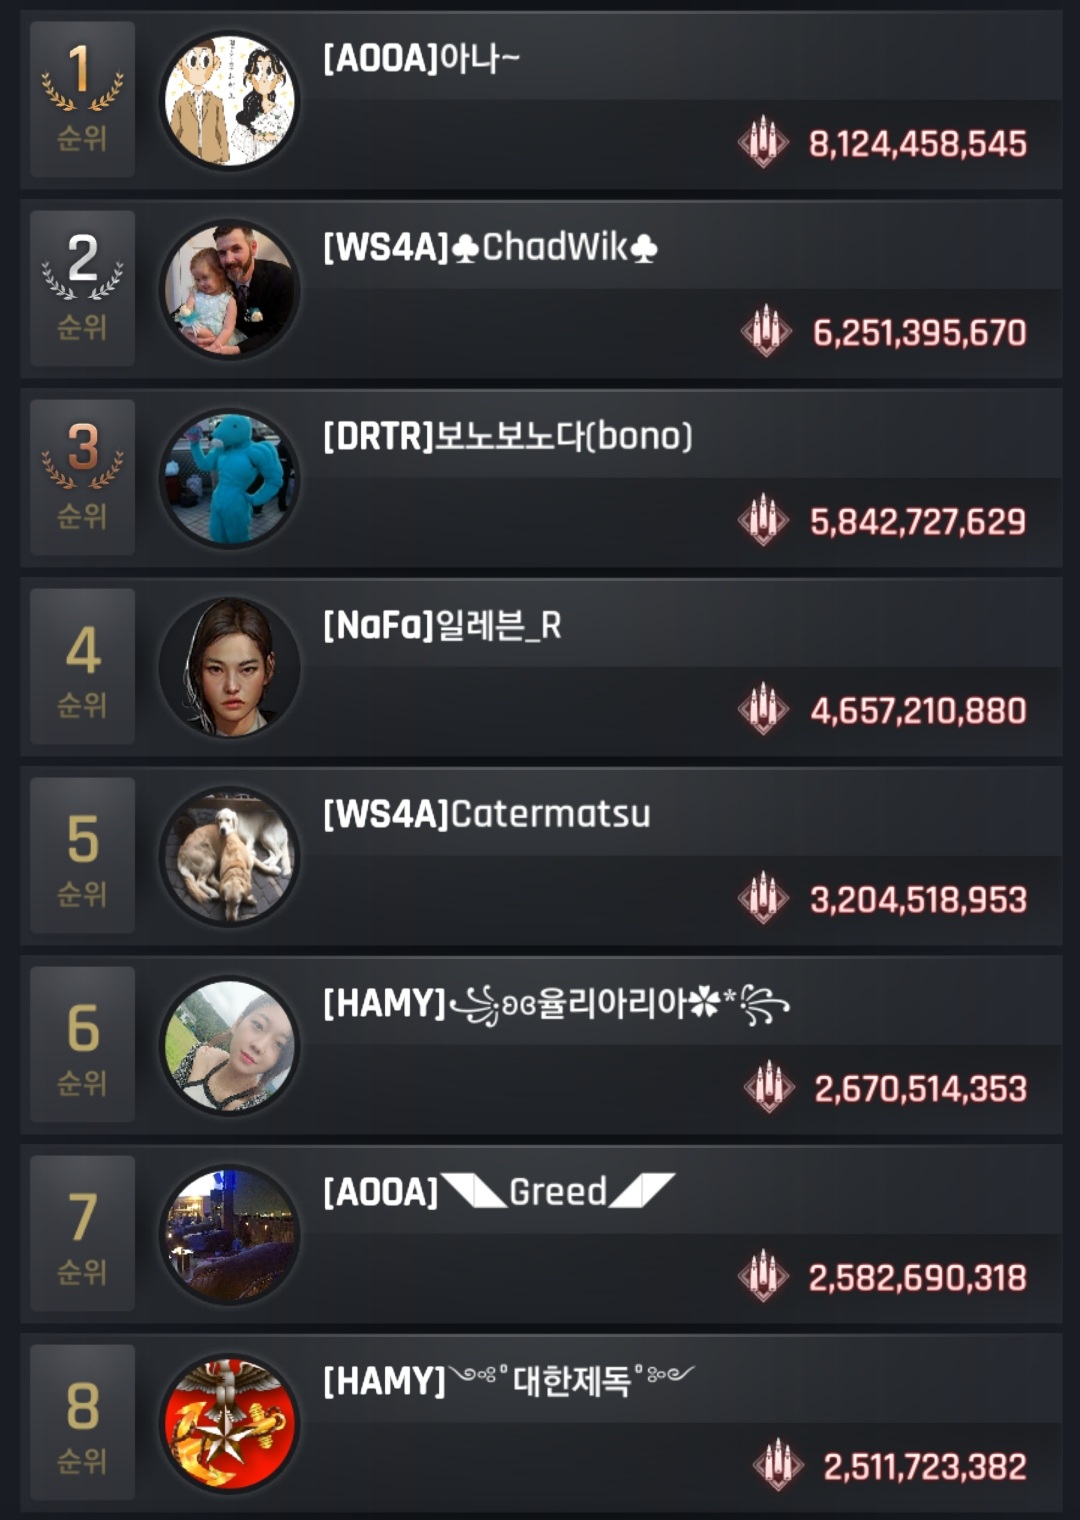 1
순위
[AOOA]아나~
8,124,458,545
2
순위
[WS4A]♣ChadWik♣
6,251,395,670
3
순위
[DRTR]보노보노다(bono)
5,842,727,629
4
순위
[NaFa]일레븐_R
4,657,210,880
5
순위
[WS4A]Catermatsu
3,204,518,953
6
순위
[HAMY]꧁ʚɞ율리아리아✽*꧂
2,670,514,353
7
순위
[AOOA]◥◣Greed◢◤
2,582,690,318
8
순위
[HAMY]༺˚대한제독˚༻
2,511,723,382